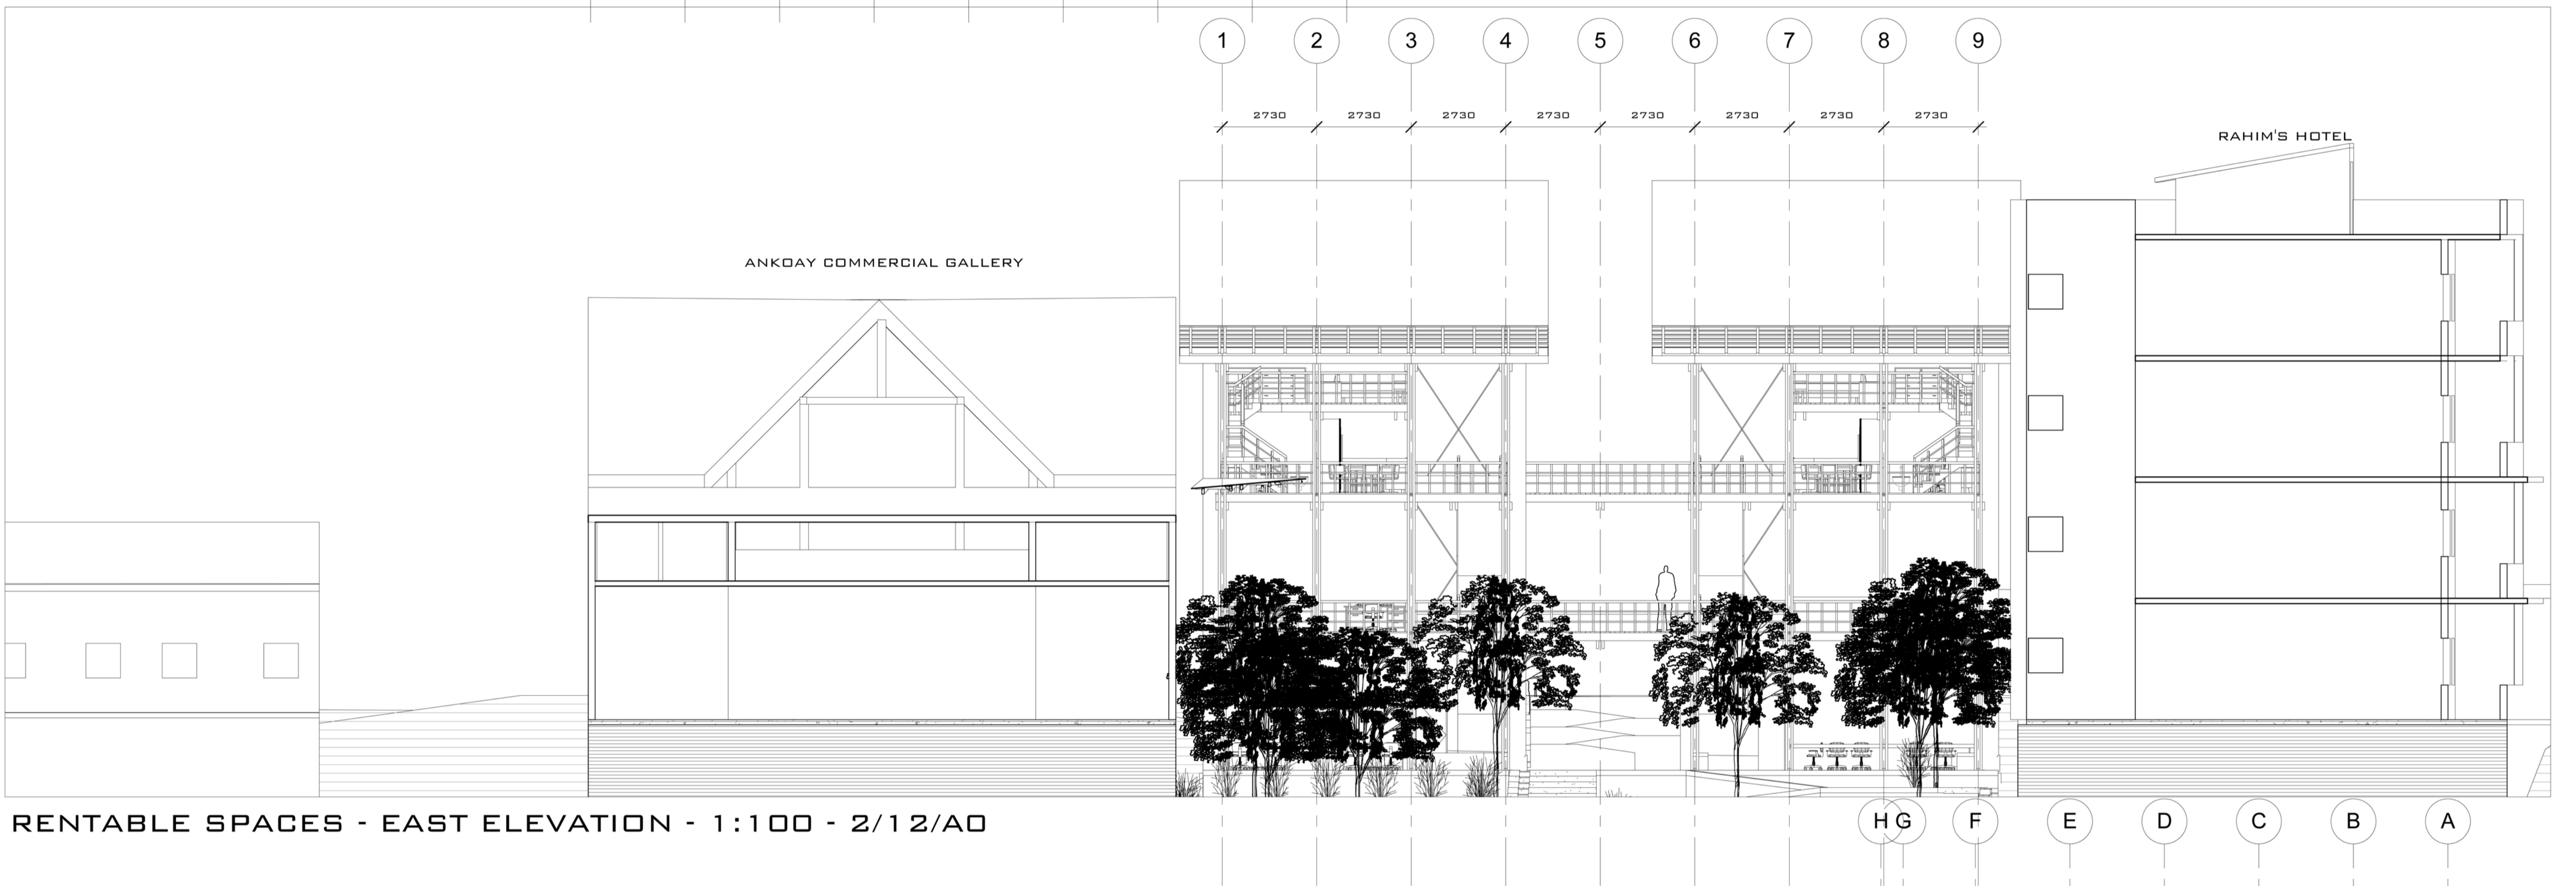 1 2 3 4 5 6 7 8 9
2730 2730 2730 2730 2730 2730 2730 2730
RAHIM'S HOTEL
ANKOAY COMMERCIAL GALLERY
RENTABLE SPACES - EAST ELEVATION - 1:100 - 2/12/A0
H G F E D C B A